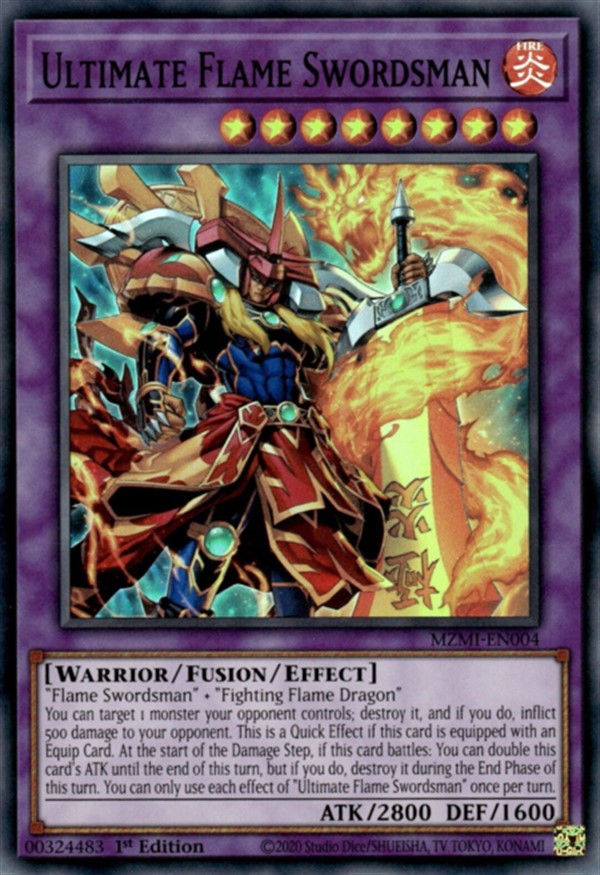 ULTIMATE FLAME SWORDSMAN
FIRE
炎
極炎
MZMI-EN004
[WARRIOR/FUSION/EFFECT]
"Flame Swordsman" + "Fighting Flame Dragon"
You can target 1 monster your opponent controls; destroy it, and if you do, inflict
500 damage to your opponent. This is a Quick Effect if this card is equipped with an
Equip Card. At the start of the Damage Step, if this card battles: You can double this
card's ATK until the end of this turn, but if you do, destroy it during the End Phase of
this turn. You can only use each effect of "Ultimate Flame Swordsman" once per turn.
ATK/2800 DEF/1600
00324483 1st Edition ©2020 Studio Dice/SHUEISHA, TV TOKYO, KONAMI